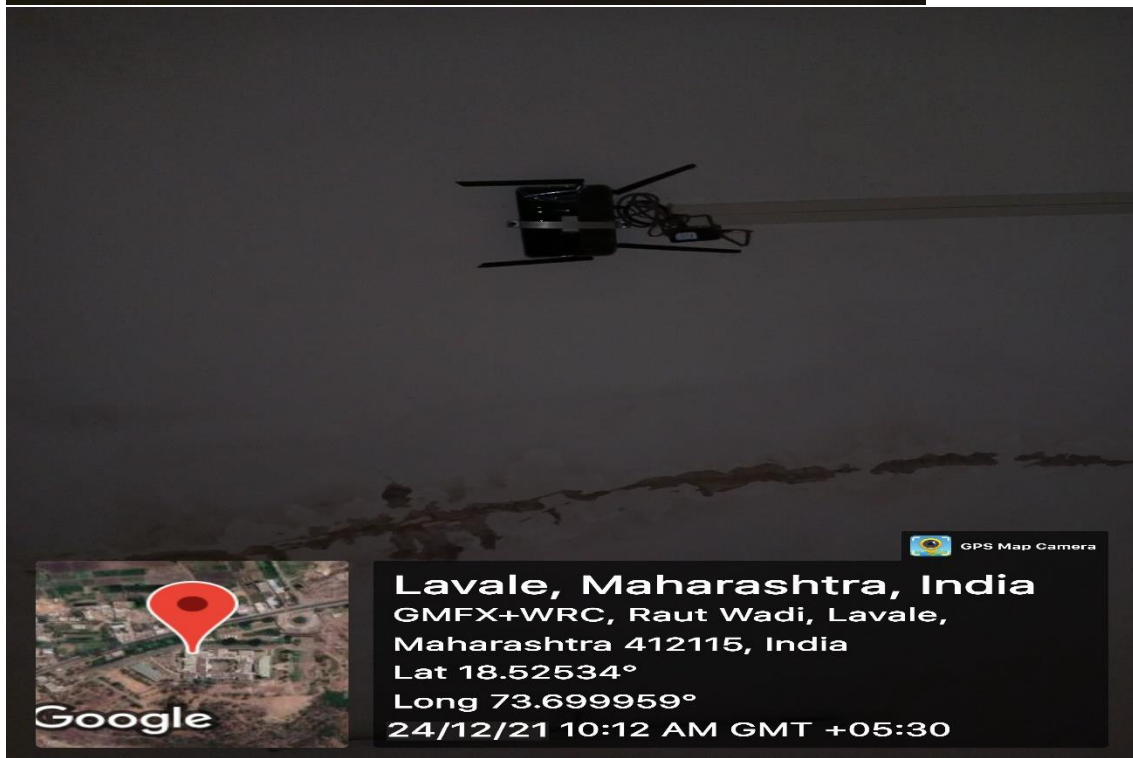 GPS Map Camera
Lavale, Maharashtra, India
GMFX+WRC, Raut Wadi, Lavale,
Maharashtra 412115, India
Lat 18.52534°
Long 73.699959°
24/12/21 10:12 AM GMT +05:30
Google